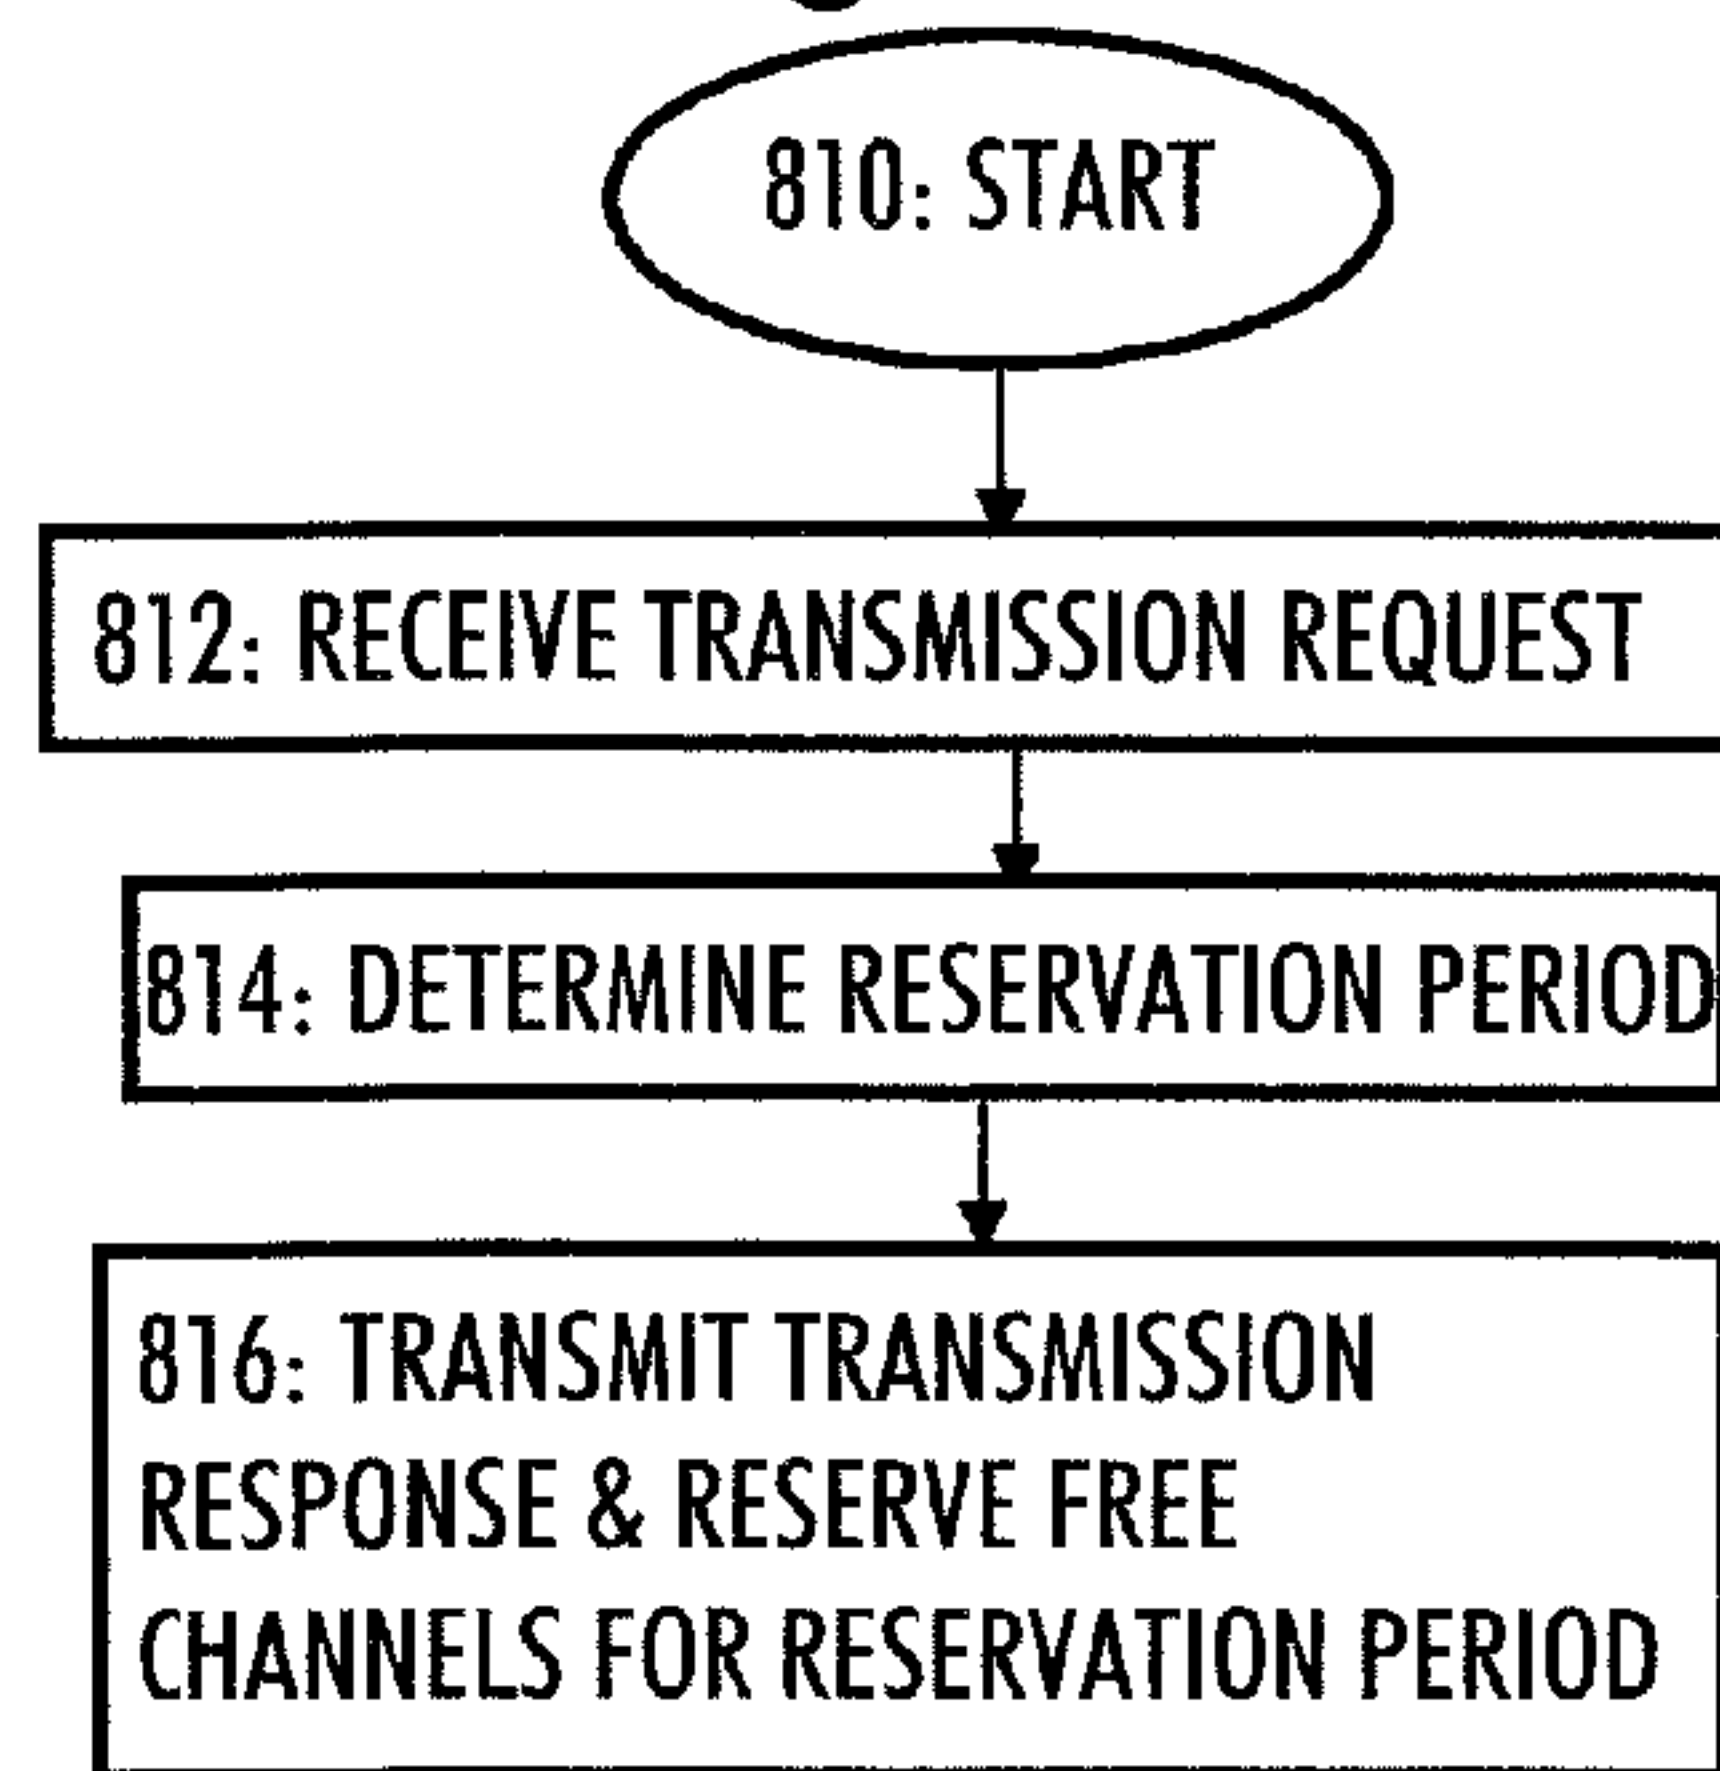 810: START
812: RECEIVE TRANSMISSION REQUEST
814: DETERMINE RESERVATION PERIOD
816: TRANSMIT TRANSMISSION
RESPONSE & RESERVE FREE
CHANNELS FOR RESERVATION PERIOD